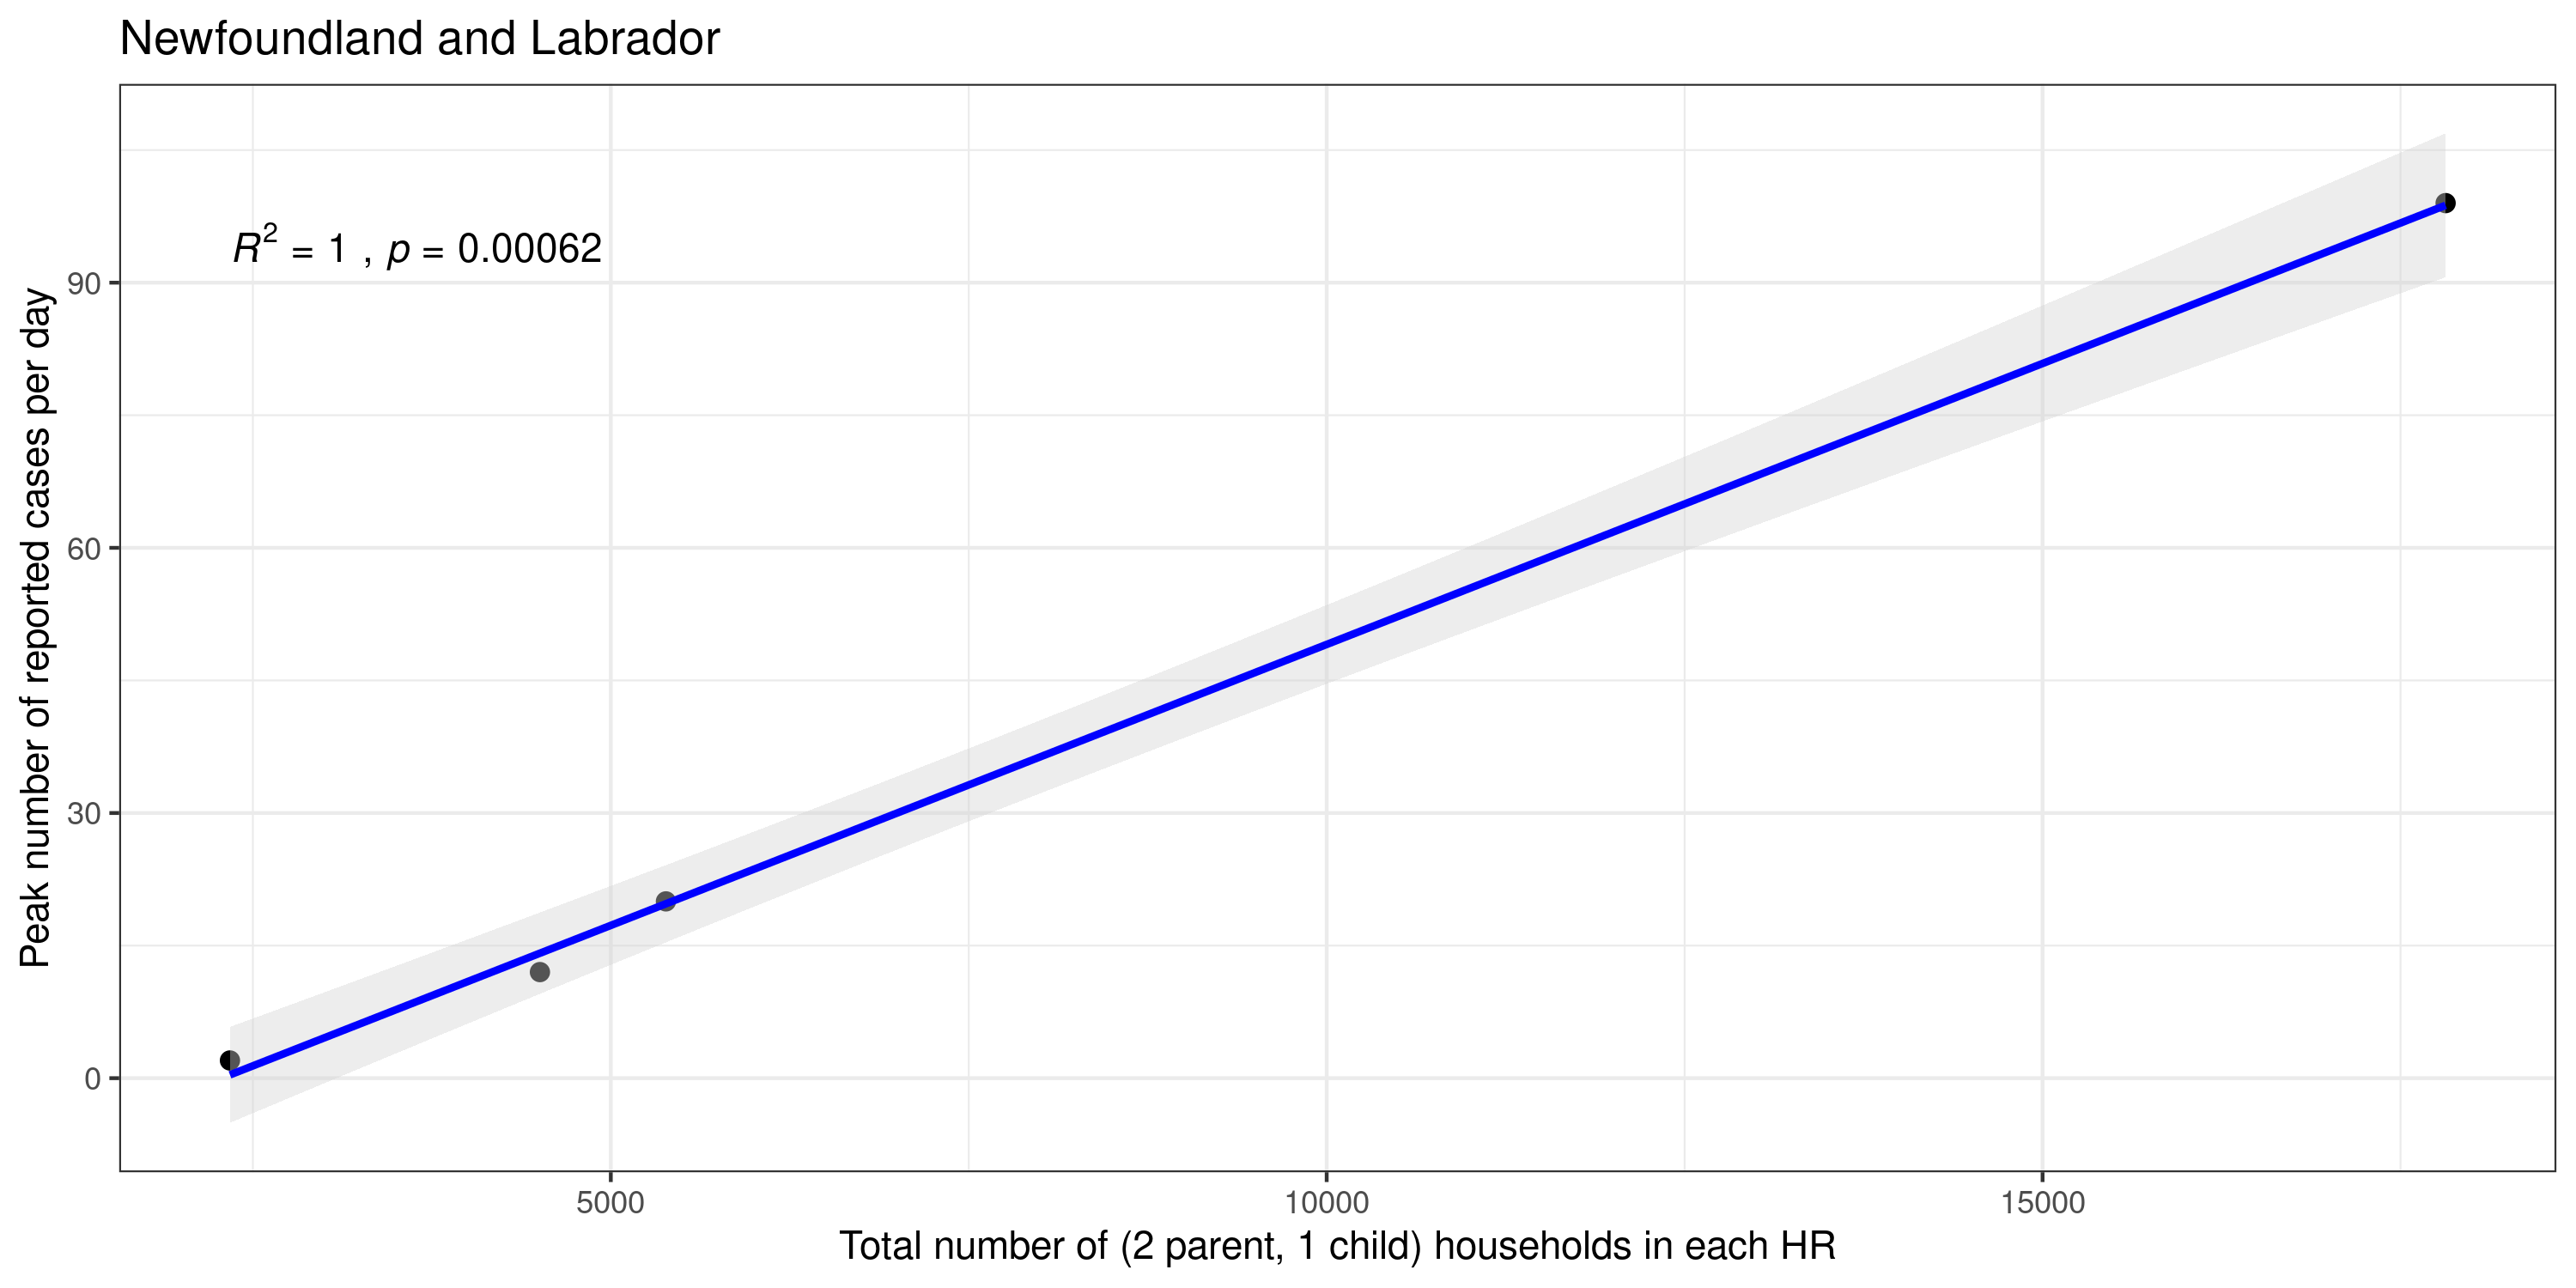 Newfoundland and Labrador
R² = 1 , p = 0.00062
90
60
30
0
Peak number of reported cases per day
5000 10000 15000
Total number of (2 parent, 1 child) households in each HR